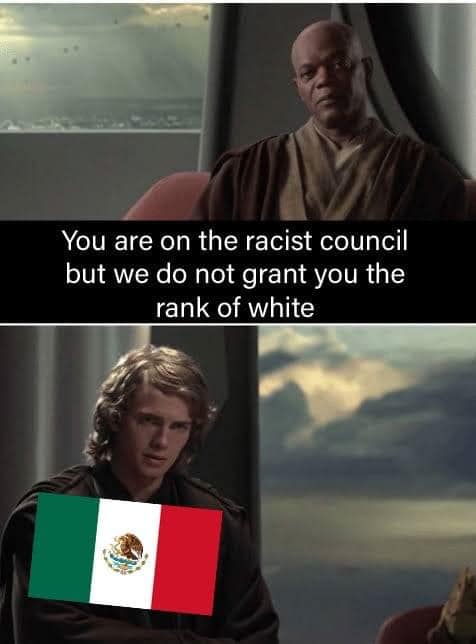 You are on the racist council
but we do not grant you the
rank of white